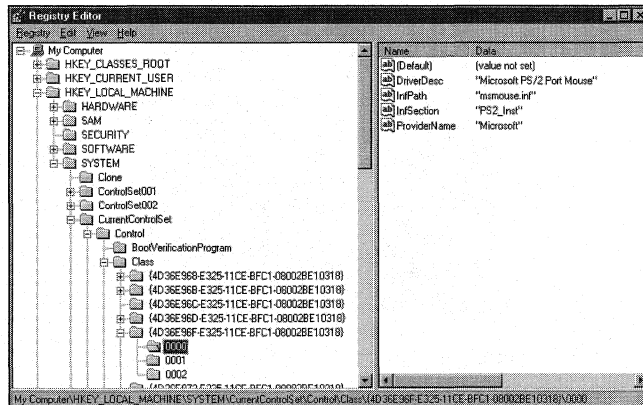 Registry Editor
Registry Edit View Help
My Computer
HKEY_CLASSES_ROOT
HKEY_CURRENT_USER
HKEY_LOCAL_MACHINE
HARDWARE
SAM
SECURITY
SOFTWARE
SYSTEM
Clone
ControlSet001
ControlSet002
CurrentControlSet
Control
BootVerificationProgram
Class
{4D36E968-E325-11CE-BFC1-08002BE10318}
{4D36E96B-E325-11CE-BFC1-08002BE10318}
{4D36E96C-E325-11CE-BFC1-08002BE10318}
{4D36E96D-E325-11CE-BFC1-08002BE10318}
{4D36E96F-E325-11CE-BFC1-08002BE10318}
0000
0001
0002
Name Data
(Default) (value not set)
DriverDesc "Microsoft PS/2 Port Mouse"
InfPath "msmouse.inf"
InfSection "PS2_Inst"
ProviderName "Microsoft"
My Computer\HKEY_LOCAL_MACHINE\SYSTEM\CurrentControlSet\Control\Class\{4D36E96F-E325-11CE-BFC1-08002BE10318}\0000